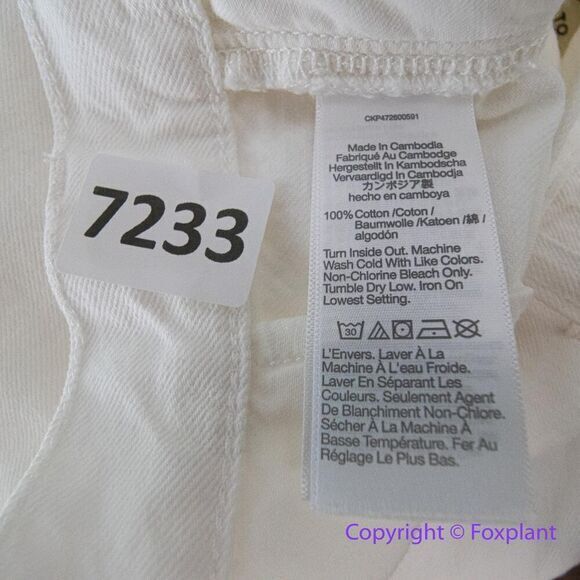 7233
CKP472600591
Made In Cambodia
Fabriqué Au Cambodge
Hergestellt In Kambodscha
Vervaardigd In Cambodja
カンボジア製
hecho en camboya
100% Cotton /Coton /
Baumwolle /Katoen /綿 /
algodón
Turn Inside Out. Machine
Wash Cold With Like Colors.
Non-Chlorine Bleach Only.
Tumble Dry Low. Iron On
Lowest Setting.
30
L'Envers. Laver À La
Machine À L'eau Froide.
Laver En Séparant Les
Couleurs. Seulement Agent
De Blanchiment Non-Chlore.
Sécher À La Machine À
Basse Température. Fer Au
Réglage Le Plus Bas.
Copyright © Foxplant